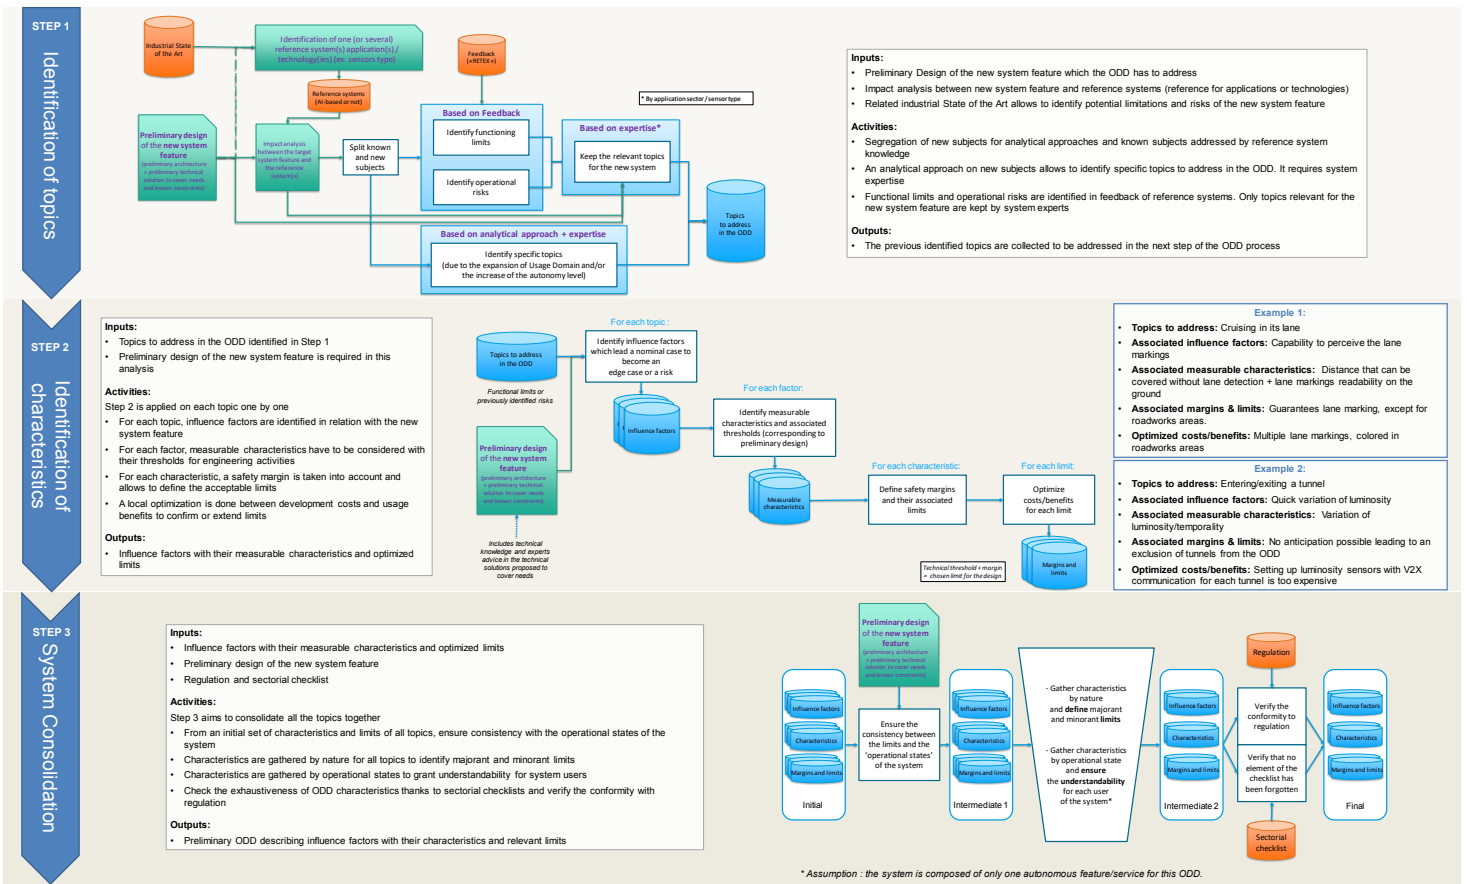 STEP 1
Identification of topics
Industrial State
of the Art
Identification of one (or several)
reference system(s) application(s) /
technology(ies) (ex: sensors type)
Feedback
(«RETEX»)
Reference systems
(AI-based or not)
* By application sector / sensor type
Preliminary design
of the new system
feature
(preliminary architecture
+ preliminary technical
solution to cover needs
and known constraints)
Impact analysis
between the target
system feature and
the reference
system(s)
Split known
and new
subjects
Based on Feedback
Identify functioning
limits
Identify operational
risks
Based on expertise*
Keep the relevant topics
for the new system
Topics
to address
in the ODD
Based on analytical approach + expertise
Identify specific topics
(due to the expansion of Usage Domain and/or
the increase of the autonomy level)
Inputs:
• Preliminary Design of the new system feature which the ODD has to address
• Impact analysis between new system feature and reference systems (reference for applications or technologies)
• Related industrial State of the Art allows to identify potential limitations and risks of the new system feature
Activities:
• Segregation of new subjects for analytical approaches and known subjects addressed by reference system
knowledge
• An analytical approach on new subjects allows to identify specific topics to address in the ODD. It requires system
expertise
• Functional limits and operational risks are identified in feedback of reference systems. Only topics relevant for the
new system feature are kept by system experts
Outputs:
• The previous identified topics are collected to be addressed in the next step of the ODD process
STEP 2
Identification of
characteristics
Inputs:
• Topics to address in the ODD identified in Step 1
• Preliminary design of the new system feature is required in this
analysis
Activities:
Step 2 is applied on each topic one by one
• For each topic, influence factors are identified in relation with the new
system feature
• For each factor, measurable characteristics have to be considered with
their thresholds for engineering activities
• For each characteristic, a safety margin is taken into account and
allows to define the acceptable limits
• A local optimization is done between development costs and usage
benefits to confirm or extend limits
Outputs:
• Influence factors with their measurable characteristics and optimized
limits
Topics to address
in the ODD
Functional limits or
previously identified risks
For each topic :
Identify influence factors
which lead a nominal case to
become an
edge case or a risk
Influence factors
Preliminary design
of the new system
feature
(preliminary architecture
+ preliminary technical
solution to cover needs
and known constraints)
Includes technical
knowledge and experts
advice in the technical
solutions proposed to
cover needs
For each factor:
Identify measurable
characteristics and associated
thresholds (corresponding to
preliminary design)
Measurable
characteristics
For each characteristic:
Define safety margins
and their associated
limits
For each limit:
Optimize
costs/benefits
for each limit
Margins and
limits
Technical threshold + margin
= chosen limit for the design
Example 1:
• Topics to address: Cruising in its lane
• Associated influence factors: Capability to perceive the lane
markings
• Associated measurable characteristics: Distance that can be
covered without lane detection + lane markings readability on the
ground
• Associated margins & limits: Guarantees lane marking, except for
roadworks areas.
• Optimized costs/benefits: Multiple lane markings, colored in
roadworks areas
Example 2:
• Topics to address: Entering/exiting a tunnel
• Associated influence factors: Quick variation of luminosity
• Associated measurable characteristics: Variation of
luminosity/temporality
• Associated margins & limits: No anticipation possible leading to an
exclusion of tunnels from the ODD
• Optimized costs/benefits: Setting up luminosity sensors with V2X
communication for each tunnel is too expensive
STEP 3
System Consolidation
Inputs:
• Influence factors with their measurable characteristics and optimized limits
• Preliminary design of the new system feature
• Regulation and sectorial checklist
Activities:
Step 3 aims to consolidate all the topics together
• From an initial set of characteristics and limits of all topics, ensure consistency with the operational states of the
system
• Characteristics are gathered by nature for all topics to identify majorant and minorant limits
• Characteristics are gathered by operational states to grant understandability for system users
• Check the exhaustiveness of ODD characteristics thanks to sectorial checklists and verify the conformity with
regulation
Outputs:
• Preliminary ODD describing influence factors with their characteristics and relevant limits
Influence factors
Characteristics
Margins and limits
Initial
Preliminary design
of the new system
feature
(preliminary architecture
+ preliminary technical
solution to cover needs
and known constraints)
Ensure the
consistency between
the limits and the
'operational states'
of the system
Influence factors
Characteristics
Margins and limits
Intermediate 1
- Gather characteristics
by nature
and define majorant
and minorant limits
- Gather characteristics
by operational state
and ensure
the understandability
for each user
of the system*
Influence factors
Characteristics
Margins and limits
Intermediate 2
Regulation
Verify the
conformity to
regulation
Verify that no
element of the
checklist has
been forgotten
Sectorial
checklist
Influence factors
Characteristics
Margins and limits
Final
* Assumption : the system is composed of only one autonomous feature/service for this ODD.